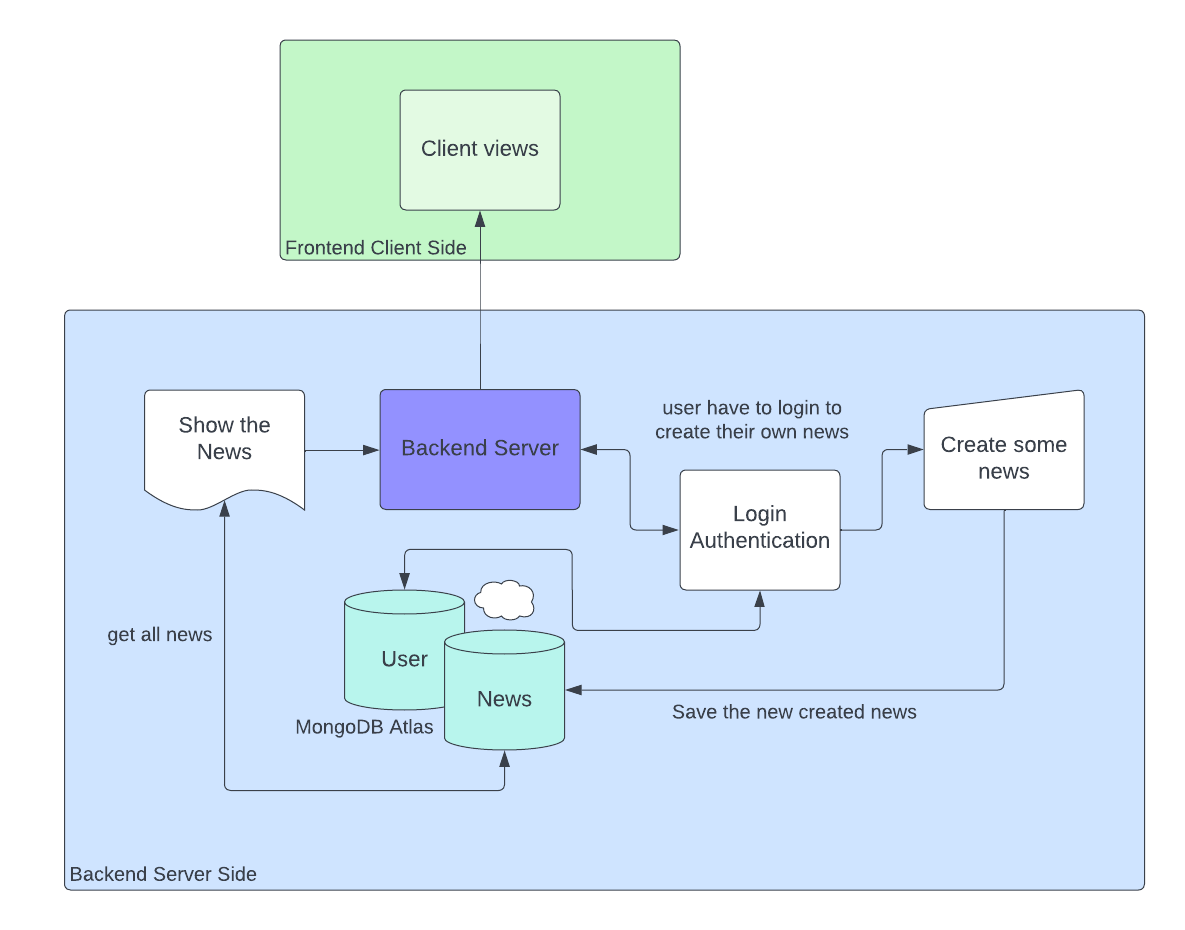 Client views
Frontend Client Side
Show the
News
Backend Server
user have to login to
create their own news
Create some
news
Login
Authentication
get all news
User
News
MongoDB Atlas
Save the new created news
Backend Server Side